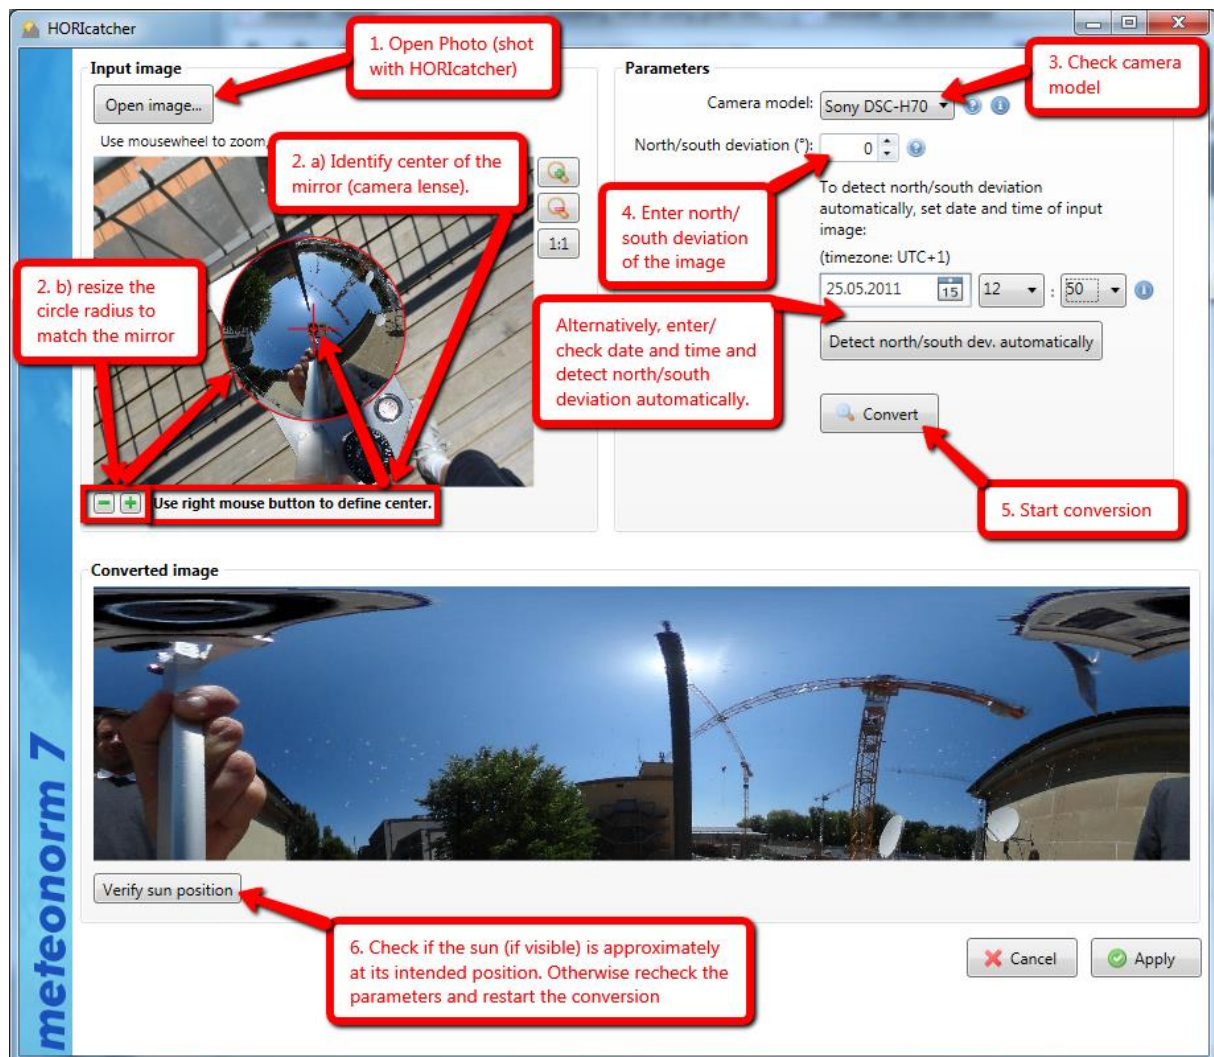 HORIcatcher
1. Open Photo (shot
with HORIcatcher)
Input image
Open image...
Use mousewheel to zoom,
2. a) Identify center of the
mirror (camera lense).
1:1
2. b) resize the
circle radius to
match the mirror
Use right mouse button to define center.
Parameters
3. Check camera
model
Camera model:
Sony DSC-H70
North/south deviation (°):
0
4. Enter north/
south deviation
of the image
To detect north/south deviation
automatically, set date and time of input
image:
(timezone: UTC+1)
25.05.2011
15
12
:
50
Alternatively, enter/
check date and time and
detect north/south
deviation automatically.
Detect north/south dev. automatically
Convert
5. Start conversion
Converted image
Verify sun position
6. Check if the sun (if visible) is approximately
at its intended position. Otherwise recheck the
parameters and restart the conversion
Cancel
Apply
meteonorm 7